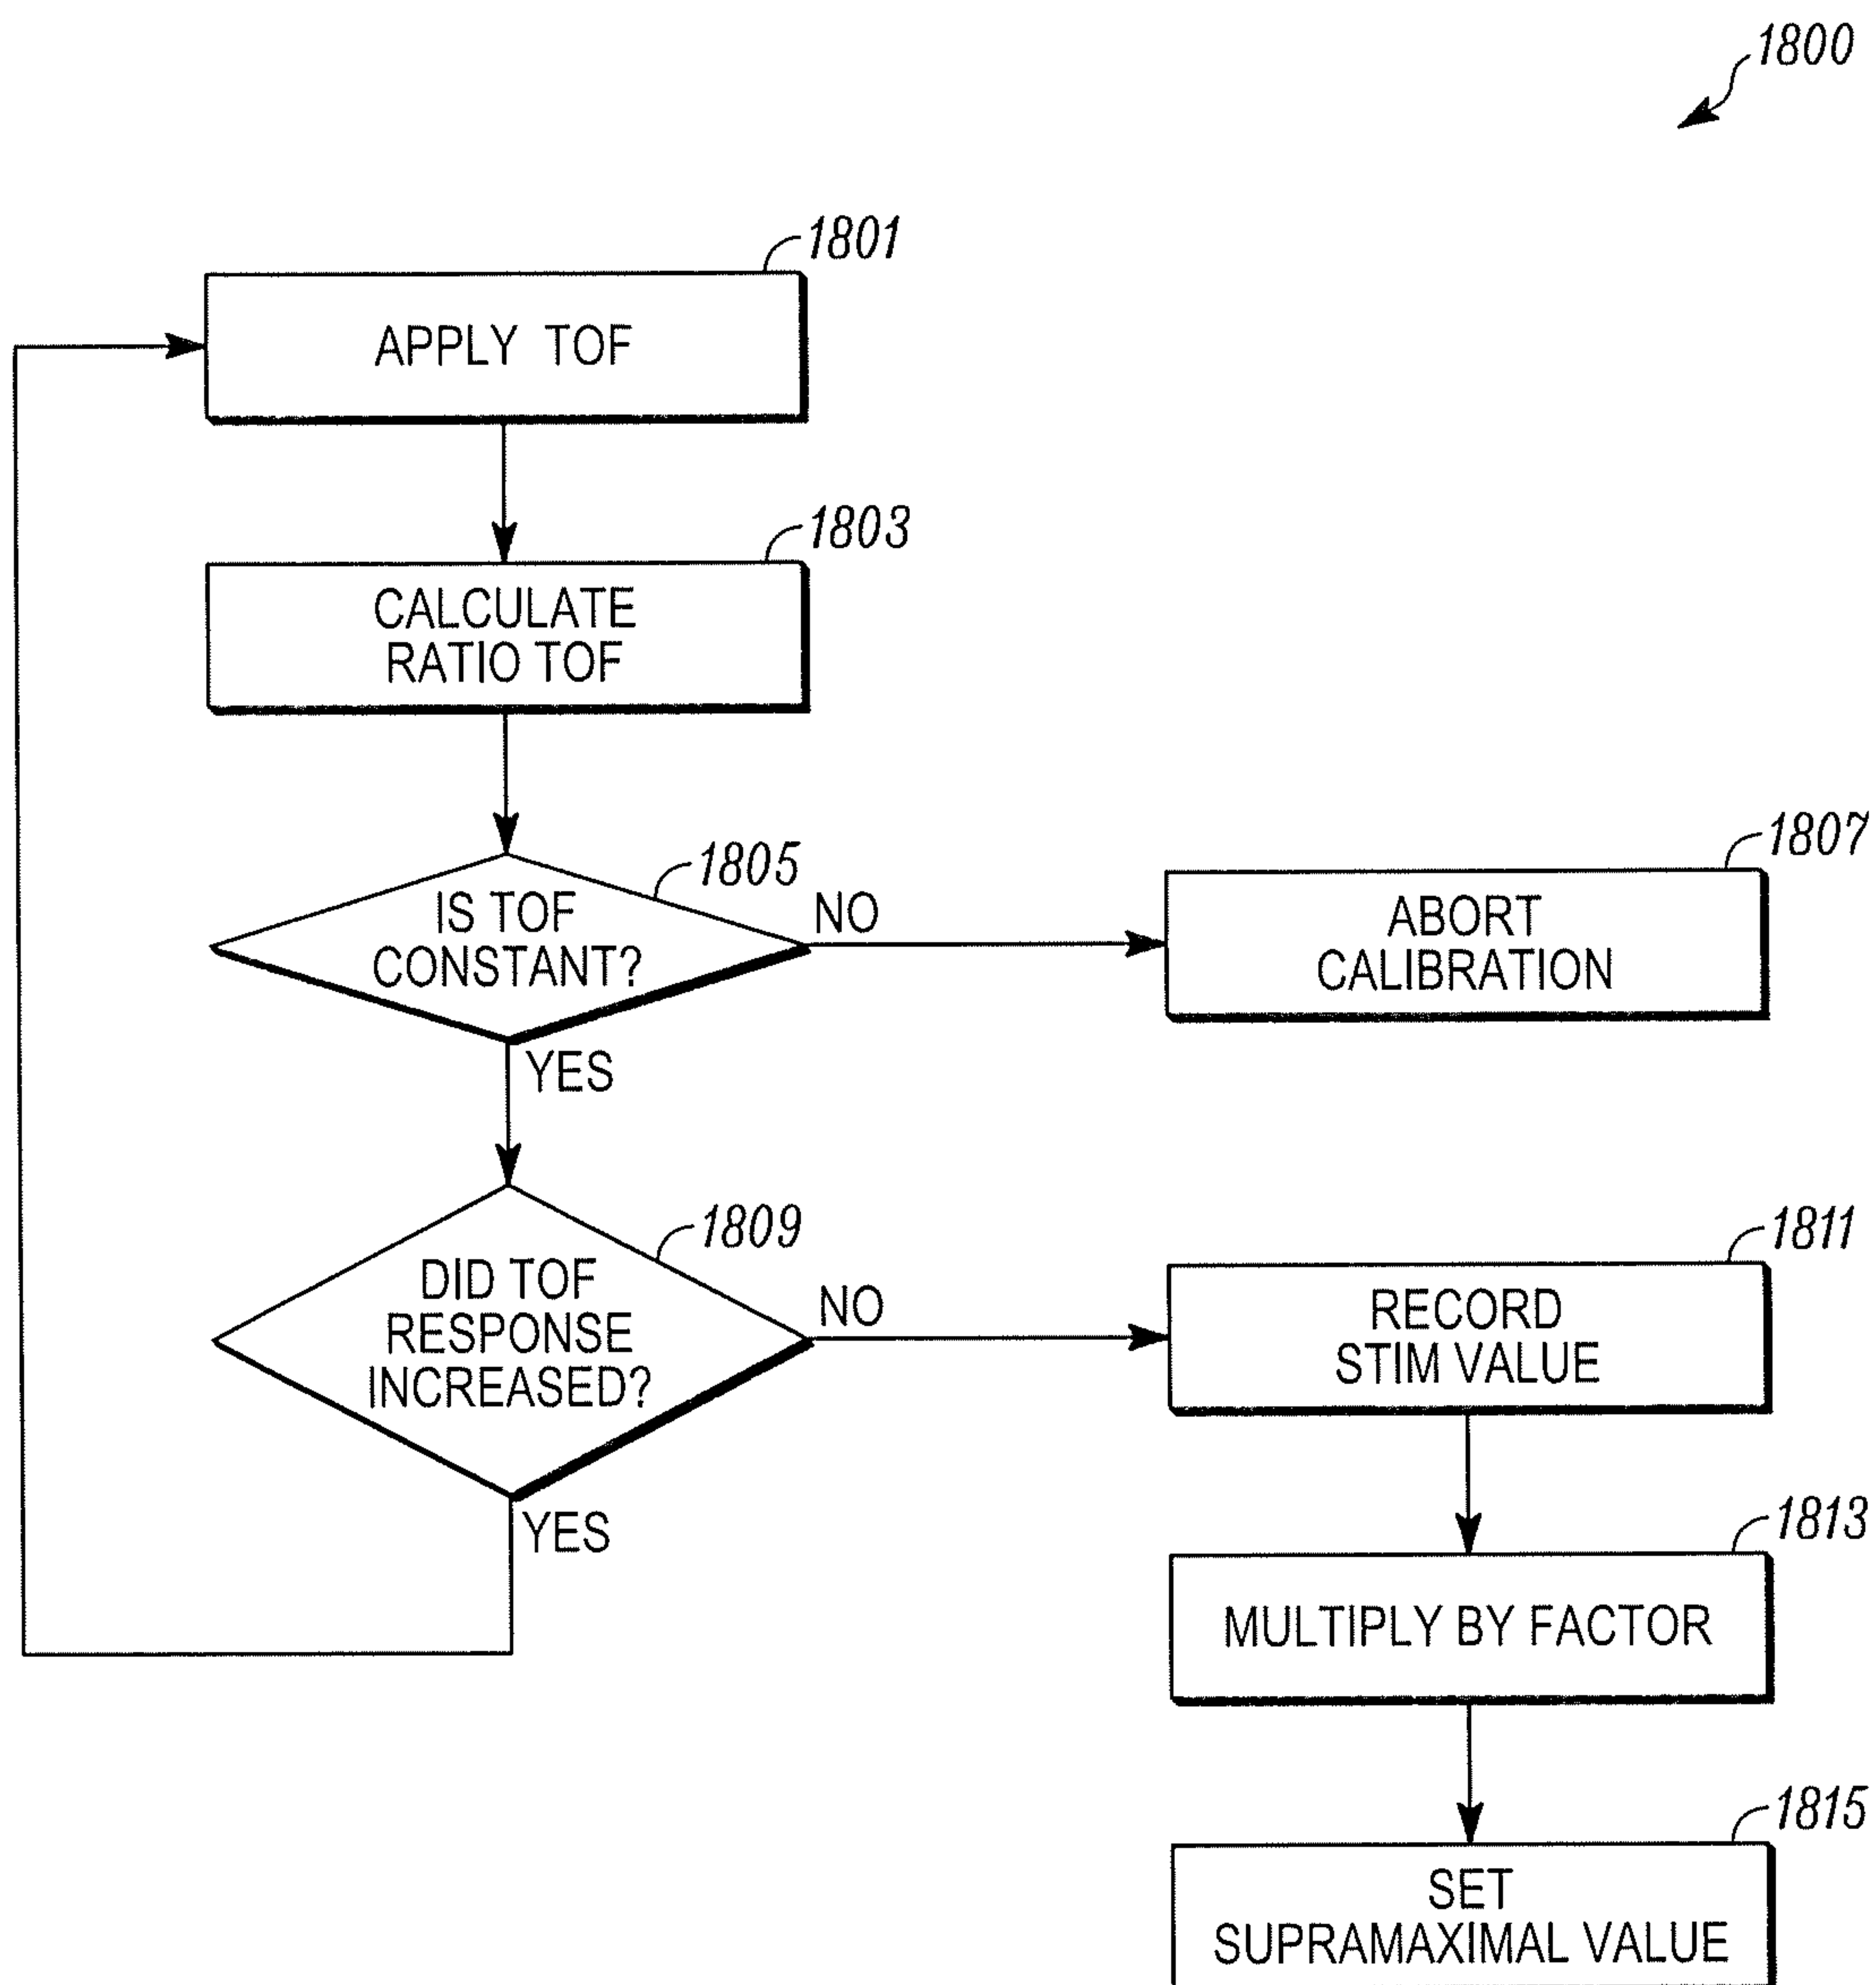 1800
1801
APPLY TOF
1803
CALCULATE
RATIO TOF
1805
IS TOF
CONSTANT?
NO
YES
1807
ABORT
CALIBRATION
1809
DID TOF
RESPONSE
INCREASED?
NO
YES
1811
RECORD
STIM VALUE
1813
MULTIPLY BY FACTOR
1815
SET
SUPRAMAXIMAL VALUE